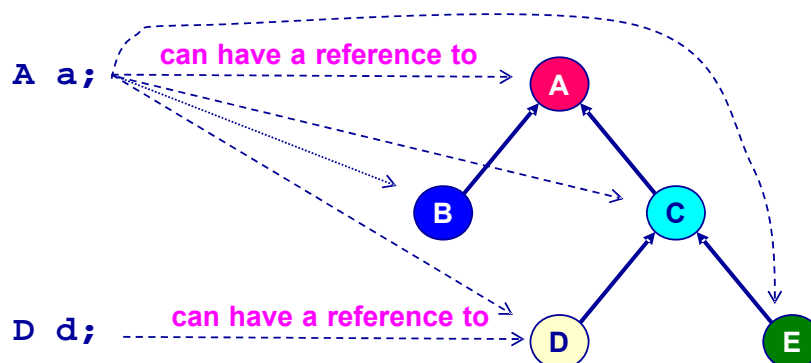 can have a reference to
A a;
A
B
C
can have a reference to
D d;
D
E